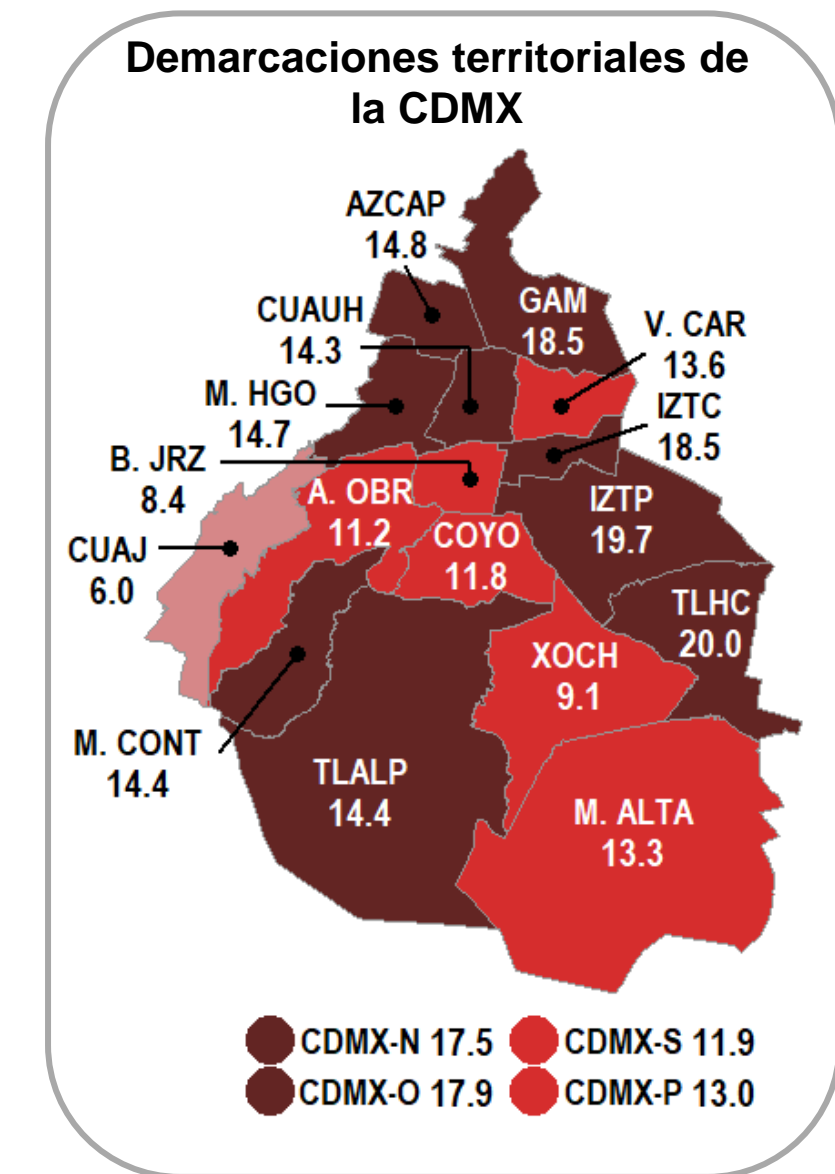 Demarcaciones territoriales de
la CDMX
AZCAP
14.8
CUAUH
14.3
GAM
18.5
V. CAR
13.6
M. HGO
14.7
IZTC
18.5
B. JRZ
8.4
A. OBR
11.2
IZTP
19.7
CUAJ
6.0
COYO
11.8
TLHC
20.0
XOCH
9.1
M. CONT
14.4
TLALP
14.4
M. ALTA
13.3
CDMX-N 17.5
CDMX-S 11.9
CDMX-O 17.9
CDMX-P 13.0